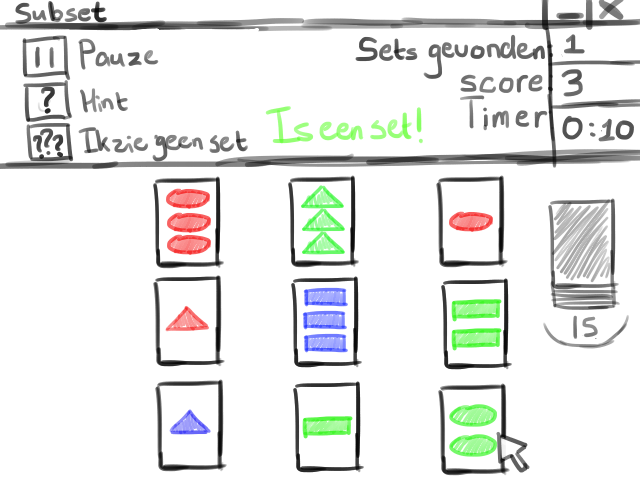 Subset
Pauze
Hint
Ik zie geen set
Sets gevonden: 1
score 3
Timer 0:10
Is een set!
? 
???
15